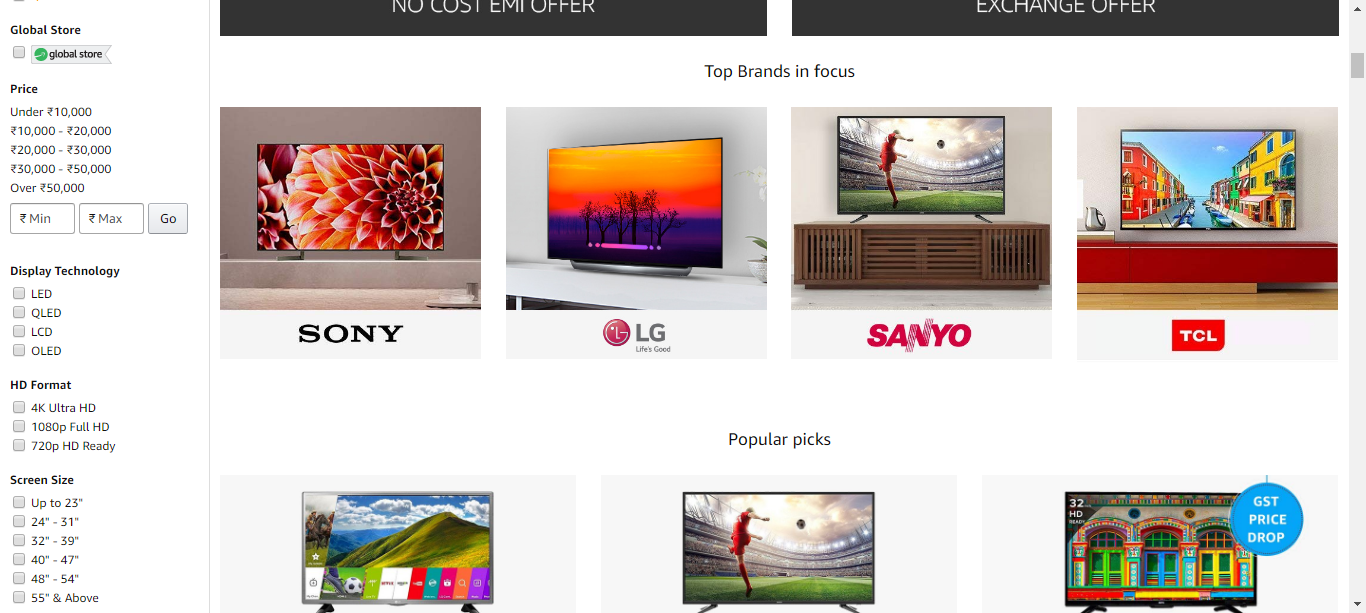 NO COST EMI OFFER
EXCHANGE OFFER
Global Store
global store
Price
Under ₹10,000
₹10,000 - ₹20,000
₹20,000 - ₹30,000
₹30,000 - ₹50,000
Over ₹50,000
₹ Min
₹ Max
Go
Display Technology
LED
QLED
LCD
OLED
HD Format
4K Ultra HD
1080p Full HD
720p HD Ready
Screen Size
Up to 23"
24" - 31"
32" - 39"
40" - 47"
48" - 54"
55" & Above
Top Brands in focus
SONY
LG
Life's Good
SANYO
TCL
Popular picks
32
HD
READY
GST
PRICE
DROP